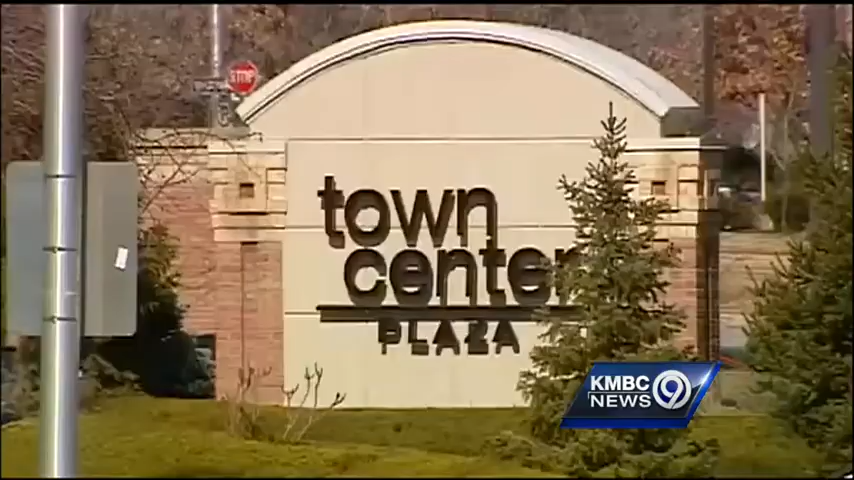 STOP
town
center
PLAZA
KMBC 9
NEWS